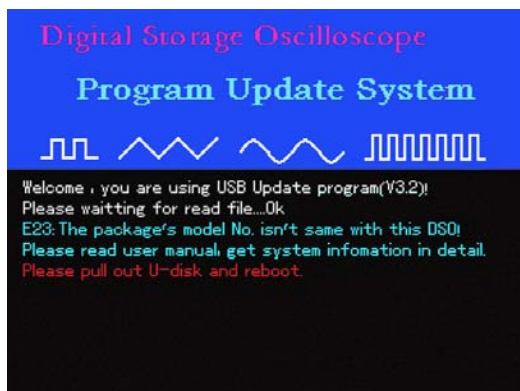 Digital Storage Oscilloscope
Program Update System
Welcome , you are using USB Update program(V3.2)!
Please waitting for read file....Ok
E23: The package's model No. isn't same with this DSO!
Please read user manual, get system infomation in detail.
Please pull out U-disk and reboot.